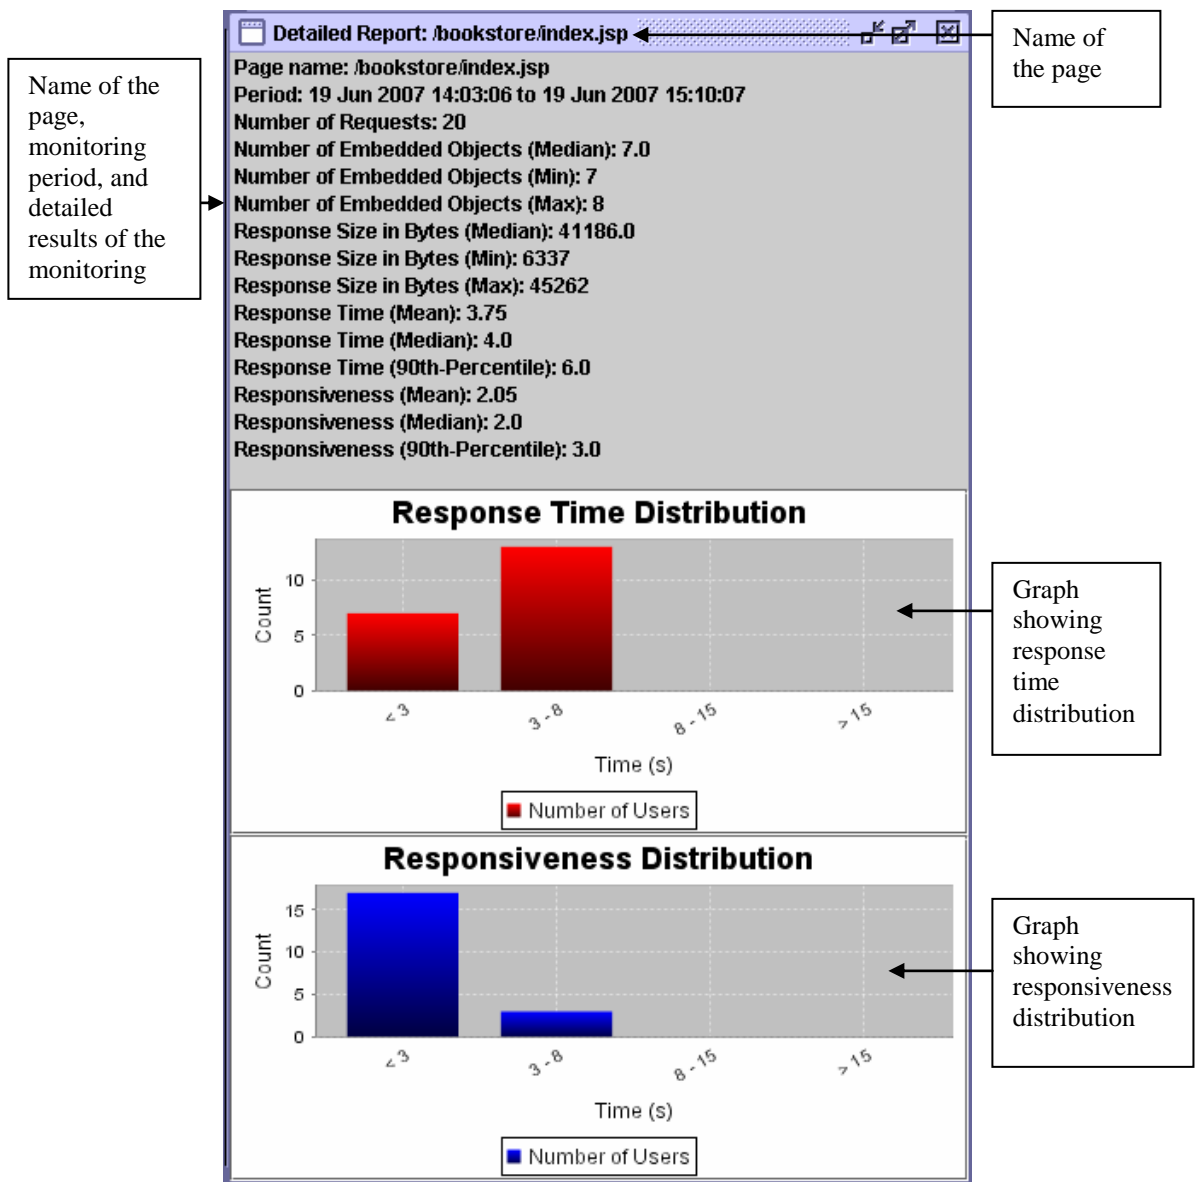 Detailed Report: /bookstore/index.jsp
Name of
the page
Name of the
page,
monitoring
period, and
detailed
results of the
monitoring
Page name: /bookstore/index.jsp
Period: 19 Jun 2007 14:03:06 to 19 Jun 2007 15:10:07
Number of Requests: 20
Number of Embedded Objects (Median): 7.0
Number of Embedded Objects (Min): 7
Number of Embedded Objects (Max): 8
Response Size in Bytes (Median): 41186.0
Response Size in Bytes (Min): 6337
Response Size in Bytes (Max): 45262
Response Time (Mean): 3.75
Response Time (Median): 4.0
Response Time (90th-Percentile): 6.0
Responsiveness (Mean): 2.05
Responsiveness (Median): 2.0
Responsiveness (90th-Percentile): 3.0
Response Time Distribution
Count
10
5
0
< 3
3 - 8
8 - 15
> 15
Time (s)
Number of Users
Graph
showing
response
time
distribution
Responsiveness Distribution
Count
15
10
5
0
< 3
3 - 8
8 - 15
> 15
Time (s)
Number of Users
Graph
showing
responsiveness
distribution